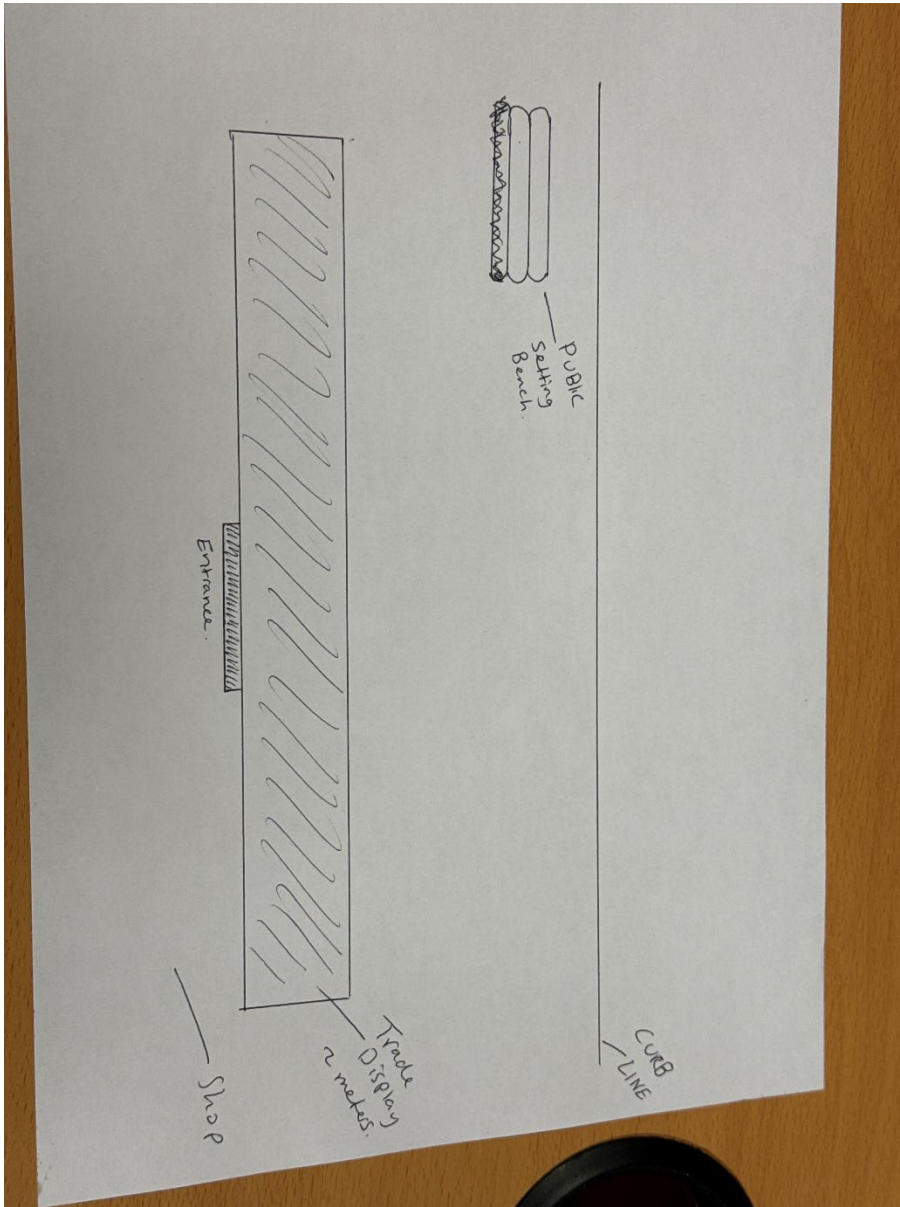 CURB
LINE
PUBLIC
Setting
Bench.
Trade
Display
2 meters.
Entrance.
Shop